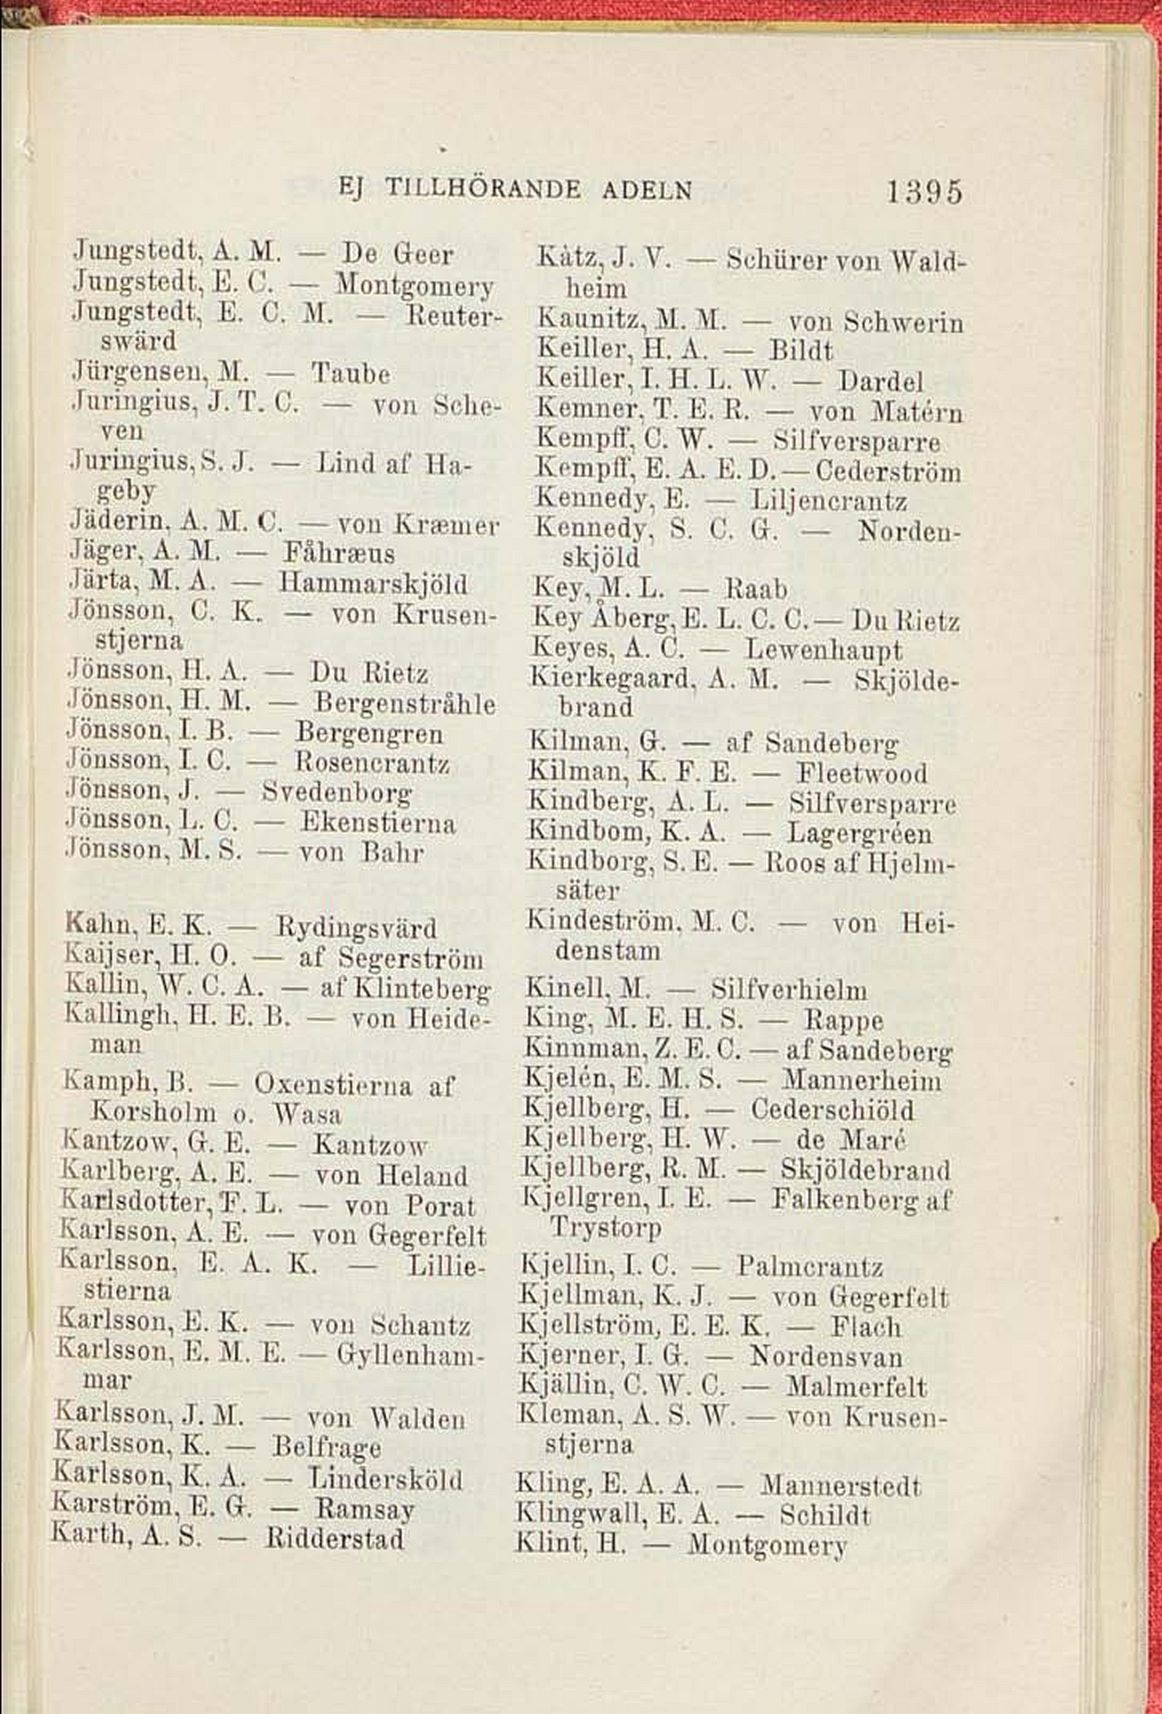 EJ TILLHÖRANDE ADELN 1395
Jungstedt, A. M. — De Geer
Jungstedt, E. C. — Montgomery
Jungstedt, E. C. M. — Reuter-
swärd
Jürgensen, M. — Taube
Juringius, J. T. C. — von Sche-
ven
Juringius, S. J. — Lind af Ha-
geby
Jäderin, A. M. C. — von Kræmer
Jäger, A. M. — Fåhræus
Järta, M. A. — Hammarskjöld
Jönsson, C. K. — von Krusen-
stjerna
Jönsson, H. A. — Du Rietz
Jönsson, H. M. — Bergenstråhle
Jönsson, I. B. — Bergengren
Jönsson, I. C. — Rosencrantz
Jönsson, J. — Svedenborg
Jönsson, L. C. — Ekenstierna
Jönsson, M. S. — von Bahr
Kahn, E. K. — Rydingsvärd
Kaijser, H. O. — af Segerström
Kallin, W. C. A. — af Klinteberg
Kallingh, H. E. B. — von Heide-
man
Kamph, B. — Oxenstierna af
Korsholm o. Wasa
Kantzow, G. E. — Kantzow
Karlberg, A. E. — von Heland
Karlsdotter, F. L. — von Porat
Karlsson, A. E. — von Gegerfelt
Karlsson, E. A. K. — Lillie-
stierna
Karlsson, E. K. — von Schantz
Karlsson, E. M. E. — Gyllenham-
mar
Karlsson, J. M. — von Walden
Karlsson, K. — Belfrage
Karlsson, K. A. — Lindersköld
Karström, E. G. — Ramsay
Karth, A. S. — Ridderstad
Kàtz, J. V. — Schürer von Wald-
heim
Kaunitz, M. M. — von Schwerin
Keiller, H. A. — Bildt
Keiller, I. H. L. W. — Dardel
Kemner, T. E. R. — von Matérn
Kempff, C. W. — Silfversparre
Kempff, E. A. E. D. — Cederström
Kennedy, E. — Liljencrantz
Kennedy, S. C. G. — Norden-
skjöld
Key, M. L. — Raab
Key Åberg, E. L. C. C. — Du Rietz
Keyes, A. C. — Lewenhaupt
Kierkegaard, A. M. — Skjölde-
brand
Kilman, G. — af Sandeberg
Kilman, K. F. E. — Fleetwood
Kindberg, A. L. — Silfversparre
Kindbom, K. A. — Lagergréen
Kindborg, S. E. — Roos af Hjelm-
säter
Kindeström, M. C. — von Hei-
denstam
Kinell, M. — Silfverhielm
King, M. E. H. S. — Rappe
Kinnman, Z. E. C. — af Sandeberg
Kjelén, E. M. S. — Mannerheim
Kjellberg, H. — Cederschiöld
Kjellberg, H. W. — de Maré
Kjellberg, R. M. — Skjöldebrand
Kjellgren, I. E. — Falkenberg af
Trystorp
Kjellin, I. C. — Palmcrantz
Kjellman, K. J. — von Gegerfelt
Kjellström, E. E. K. — Flach
Kjerner, I. G. — Nordensvan
Kjällin, C. W. C. — Malmerfelt
Kleman, A. S. W. — von Krusen-
stjerna
Kling, E. A. A. — Mannerstedt
Klingwall, E. A. — Schildt
Klint, H. — Montgomery